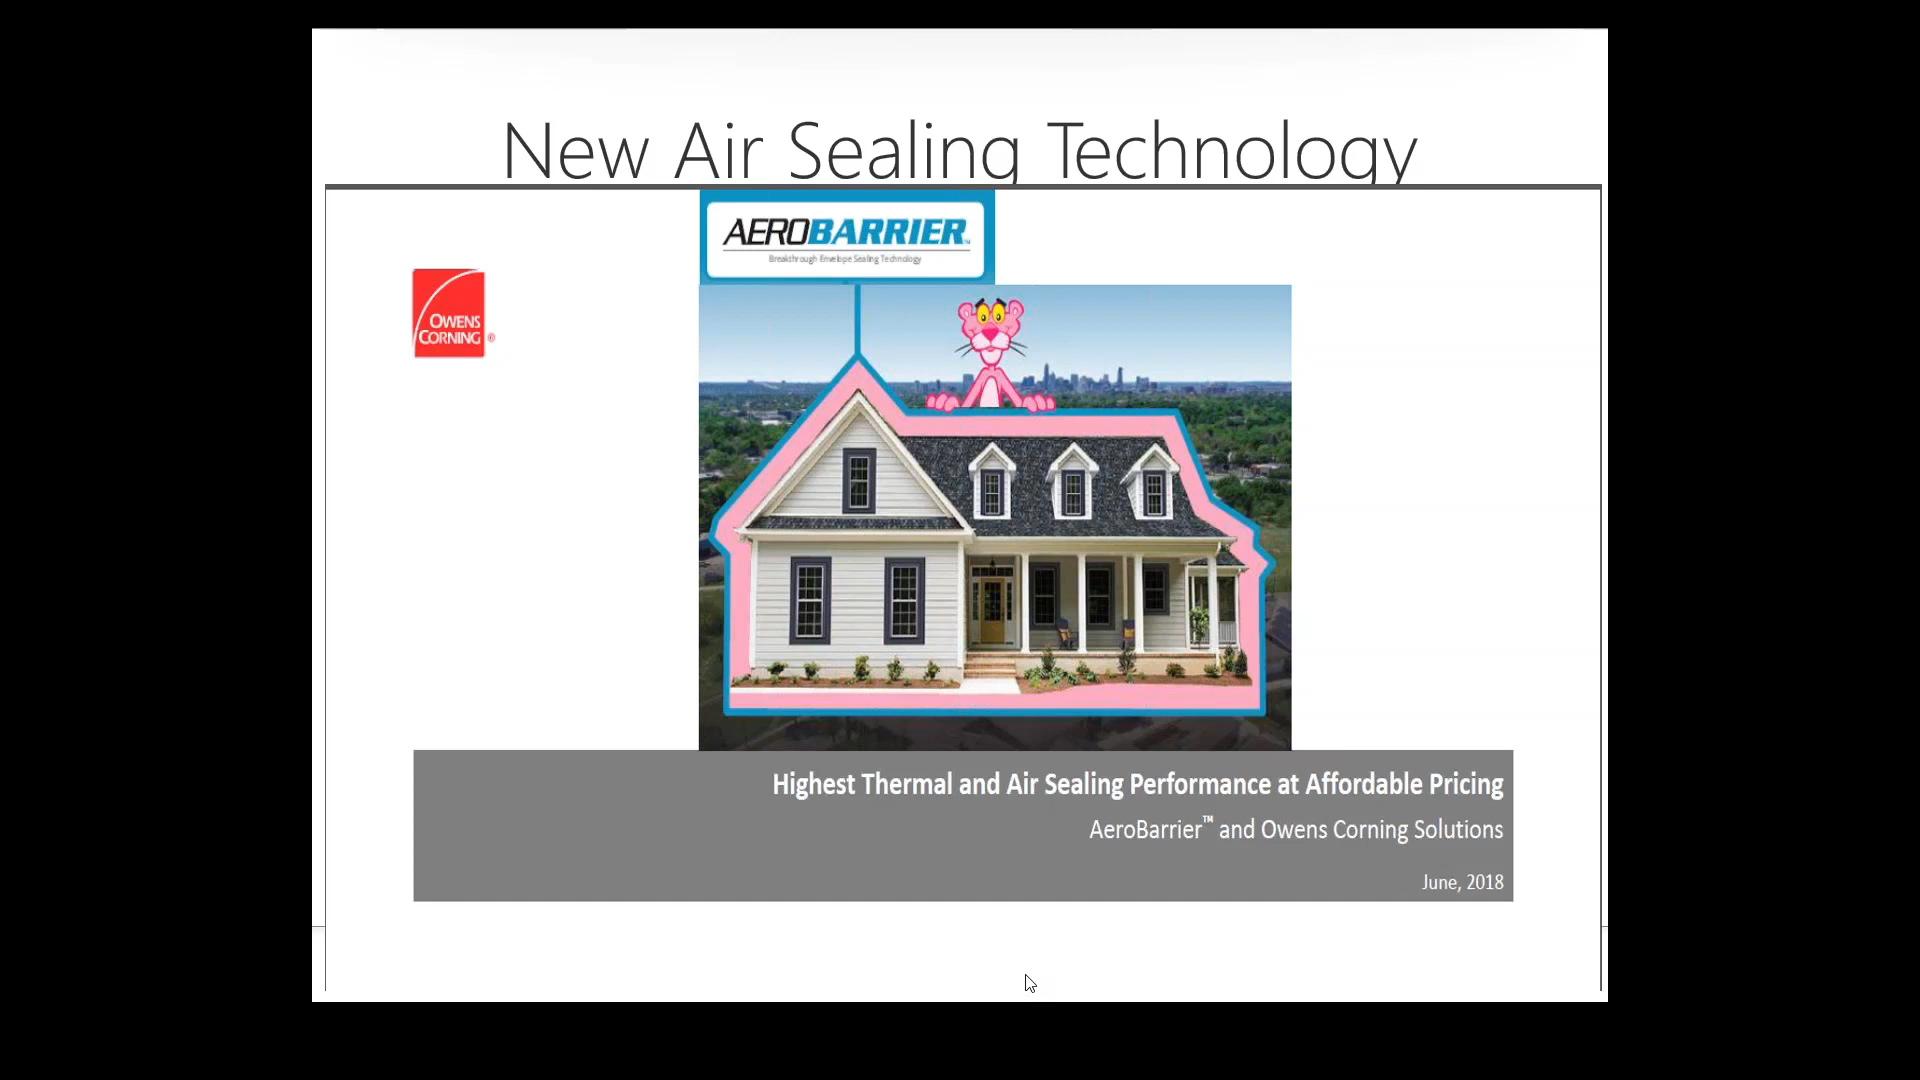 New Air Sealing Technology
AEROBARRIER™
Breakthrough Envelope Sealing Technology
OWENS
CORNING ®
Highest Thermal and Air Sealing Performance at Affordable Pricing
AeroBarrier™ and Owens Corning Solutions
June, 2018